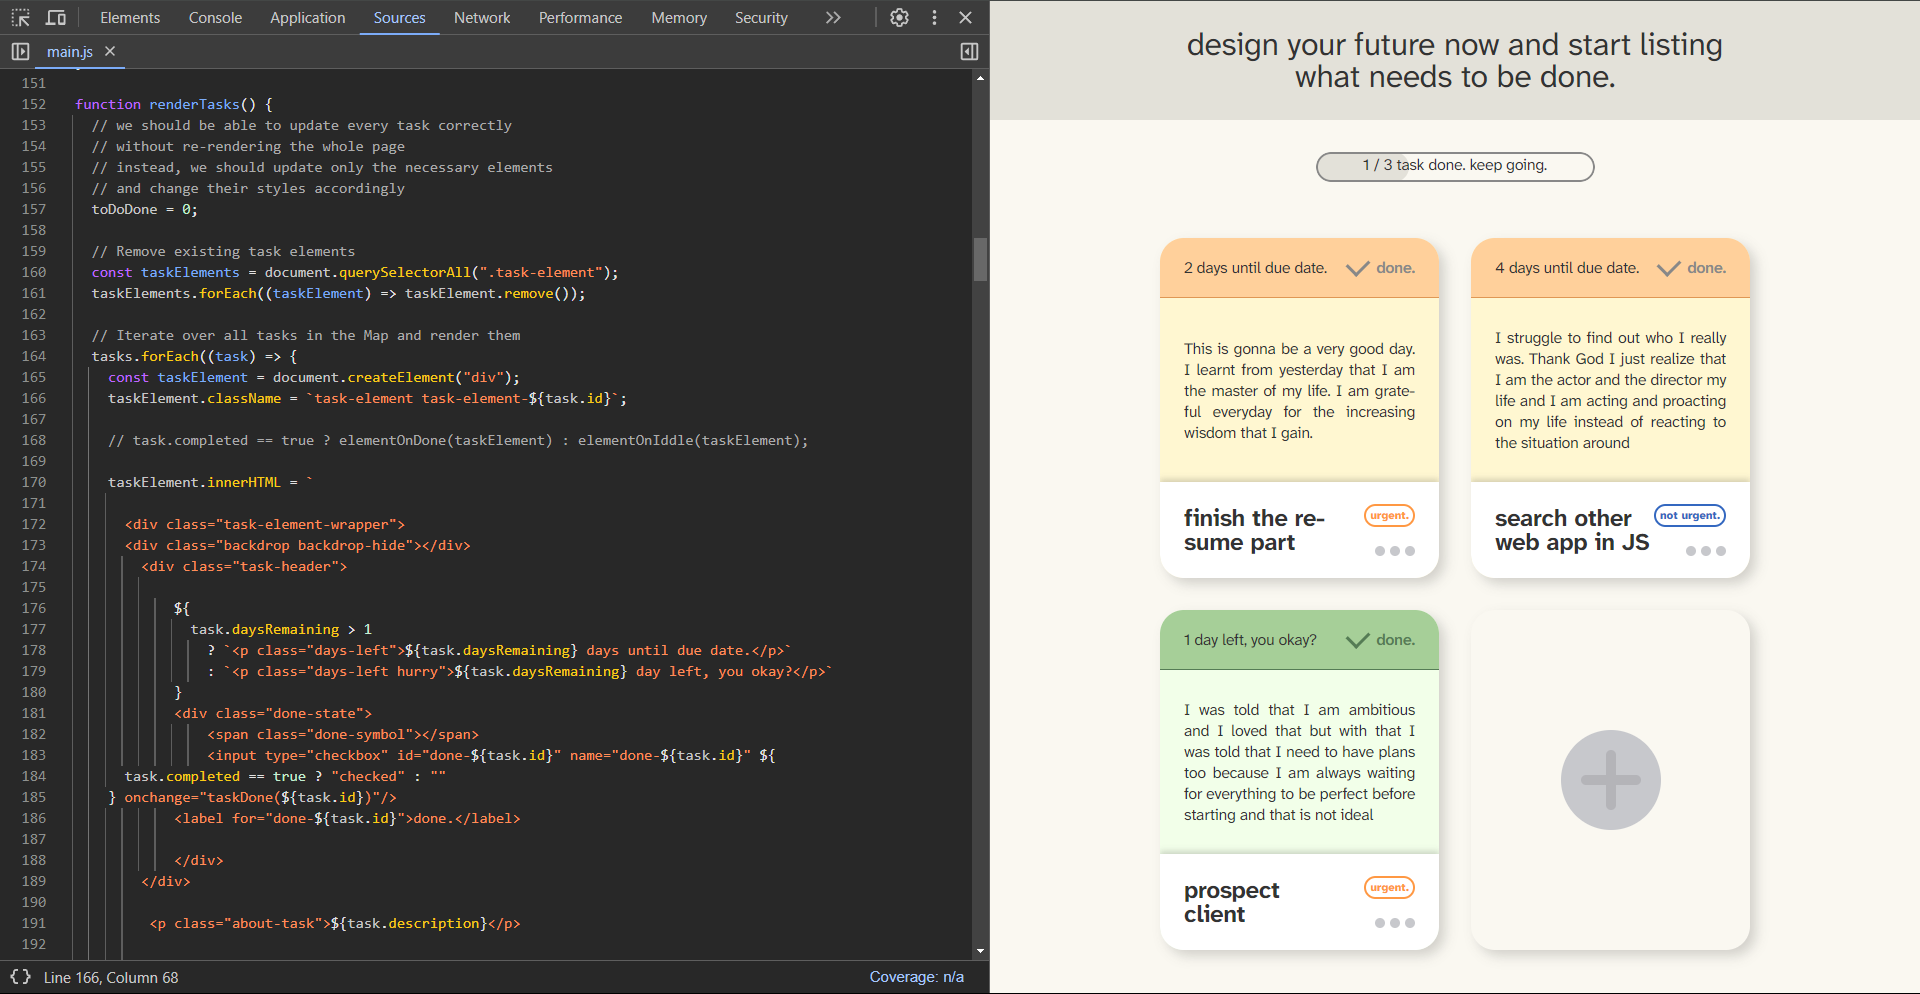 Elements Console Application Sources Network Performance Memory Security
main.js
151
152 function renderTasks() {
153 // we should be able to update every task correctly
154 // without re-rendering the whole page
155 // instead, we should update only the necessary elements
156 // and change their styles accordingly
157 toDoDone = 0;
158
159 // Remove existing task elements
160 const taskElements = document.querySelectorAll(".task-element");
161 taskElements.forEach((taskElement) => taskElement.remove());
162
163 // Iterate over all tasks in the Map and render them
164 tasks.forEach((task) => {
165 const taskElement = document.createElement("div");
166 taskElement.className = `task-element task-element-${task.id}`;
167
168 // task.completed == true ? elementOnDone(taskElement) : elementOnIddle(taskElement);
169
170 taskElement.innerHTML = `
171
172 <div class="task-element-wrapper">
173 <div class="backdrop backdrop-hide"></div>
174 <div class="task-header">
175
176 ${
177 task.daysRemaining > 1
178 ? `<p class="days-left">${task.daysRemaining} days until due date.</p>`
179 : `<p class="days-left hurry">${task.daysRemaining} day left, you okay?</p>`
180 }
181 <div class="done-state">
182 <span class="done-symbol"></span>
183 <input type="checkbox" id="done-${task.id}" name="done-${task.id}" ${
184 task.completed == true ? "checked" : ""
185 } onchange="taskDone(${task.id})"/>
186 <label for="done-${task.id}">done.</label>
187
188 </div>
189 </div>
190
191 <p class="about-task">${task.description}</p>
192
{} Line 166, Column 68
Coverage: n/a
design your future now and start listing
what needs to be done.
1 / 3 task done. keep going.
2 days until due date. done.
This is gonna be a very good day.
I learnt from yesterday that I am
the master of my life. I am grate-
ful everyday for the increasing
wisdom that I gain.
finish the re-
sume part
urgent.
4 days until due date. done.
I struggle to find out who I really
was. Thank God I just realize that
I am the actor and the director my
life and I am acting and proacting
on my life instead of reacting to
the situation around
search other
web app in JS
not urgent.
1 day left, you okay? done.
I was told that I am ambitious
and I loved that but with that I
was told that I need to have plans
too because I am always waiting
for everything to be perfect before
starting and that is not ideal
prospect
client
urgent.